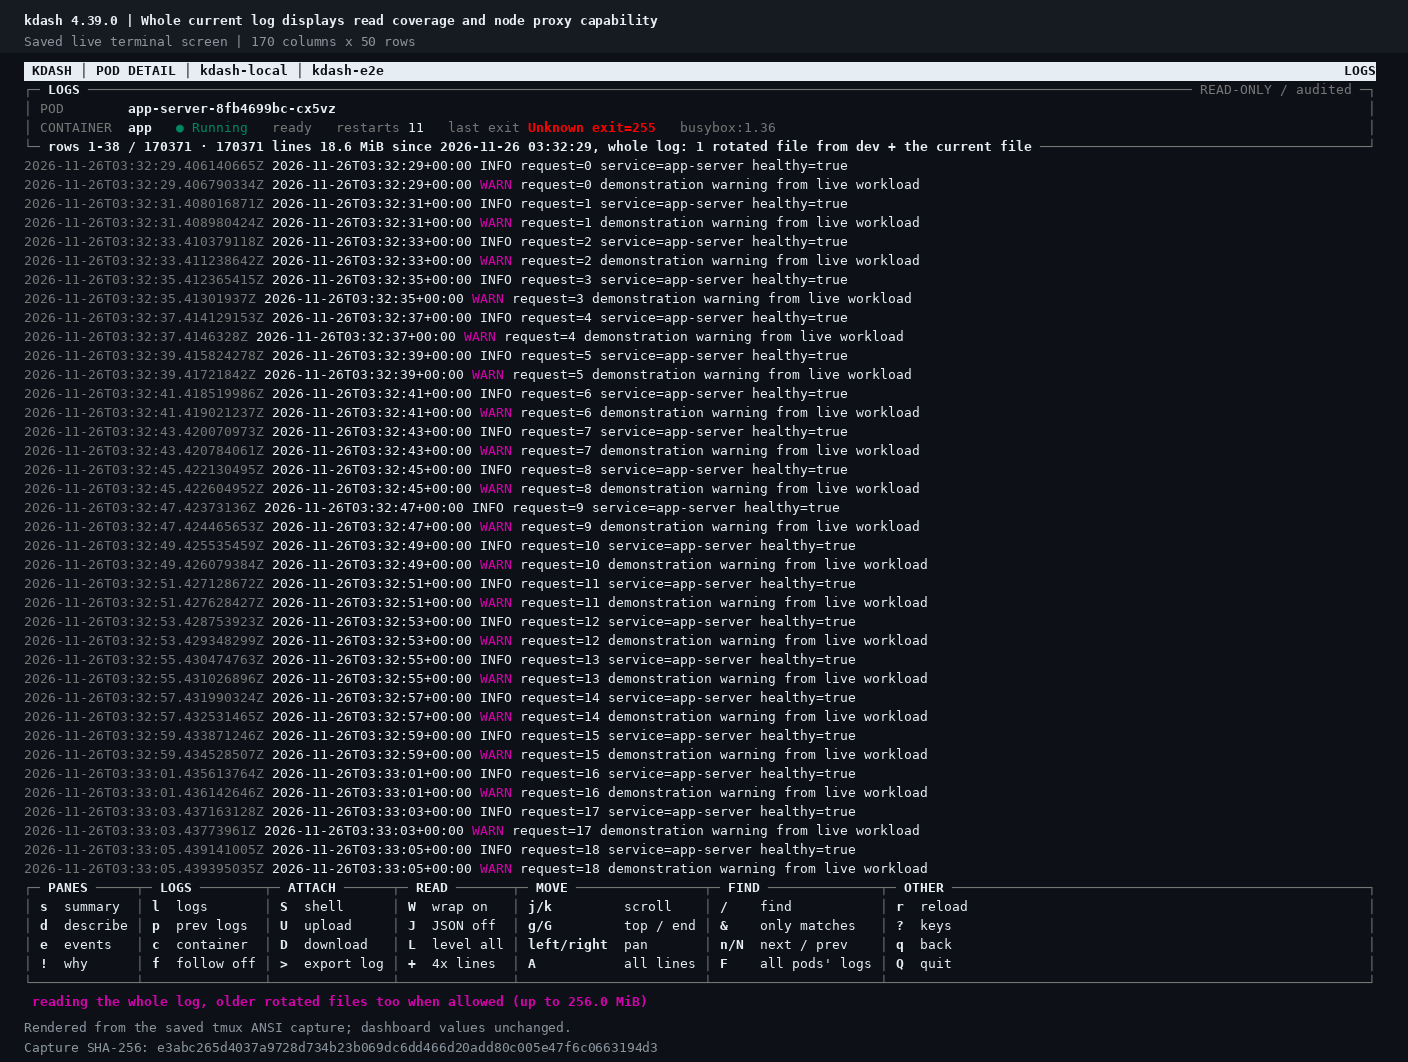 kdash 4.39.0 | Whole current log displays read coverage and node proxy capability
Saved live terminal screen | 170 columns x 50 rows
KDASH │ POD DETAIL │ kdash-local │ kdash-e2e LOGS
LOGS READ-ONLY / audited
POD app-server-8fb4699bc-cx5vz
CONTAINER app ● Running ready restarts 11 last exit Unknown exit=255 busybox:1.36
rows 1-38 / 170371 · 170371 lines 18.6 MiB since 2026-11-26 03:32:29, whole log: 1 rotated file from dev + the current file
2026-11-26T03:32:29.406140665Z 2026-11-26T03:32:29+00:00 INFO request=0 service=app-server healthy=true
2026-11-26T03:32:29.406790334Z 2026-11-26T03:32:29+00:00 WARN request=0 demonstration warning from live workload
2026-11-26T03:32:31.408016871Z 2026-11-26T03:32:31+00:00 INFO request=1 service=app-server healthy=true
2026-11-26T03:32:31.408980424Z 2026-11-26T03:32:31+00:00 WARN request=1 demonstration warning from live workload
2026-11-26T03:32:33.410379118Z 2026-11-26T03:32:33+00:00 INFO request=2 service=app-server healthy=true
2026-11-26T03:32:33.411238642Z 2026-11-26T03:32:33+00:00 WARN request=2 demonstration warning from live workload
2026-11-26T03:32:35.412365415Z 2026-11-26T03:32:35+00:00 INFO request=3 service=app-server healthy=true
2026-11-26T03:32:35.41301937Z 2026-11-26T03:32:35+00:00 WARN request=3 demonstration warning from live workload
2026-11-26T03:32:37.414129153Z 2026-11-26T03:32:37+00:00 INFO request=4 service=app-server healthy=true
2026-11-26T03:32:37.4146328Z 2026-11-26T03:32:37+00:00 WARN request=4 demonstration warning from live workload
2026-11-26T03:32:39.415824278Z 2026-11-26T03:32:39+00:00 INFO request=5 service=app-server healthy=true
2026-11-26T03:32:39.41721842Z 2026-11-26T03:32:39+00:00 WARN request=5 demonstration warning from live workload
2026-11-26T03:32:41.418519986Z 2026-11-26T03:32:41+00:00 INFO request=6 service=app-server healthy=true
2026-11-26T03:32:41.419021237Z 2026-11-26T03:32:41+00:00 WARN request=6 demonstration warning from live workload
2026-11-26T03:32:43.420070973Z 2026-11-26T03:32:43+00:00 INFO request=7 service=app-server healthy=true
2026-11-26T03:32:43.420784061Z 2026-11-26T03:32:43+00:00 WARN request=7 demonstration warning from live workload
2026-11-26T03:32:45.422130495Z 2026-11-26T03:32:45+00:00 INFO request=8 service=app-server healthy=true
2026-11-26T03:32:45.422604952Z 2026-11-26T03:32:45+00:00 WARN request=8 demonstration warning from live workload
2026-11-26T03:32:47.42373136Z 2026-11-26T03:32:47+00:00 INFO request=9 service=app-server healthy=true
2026-11-26T03:32:47.424465653Z 2026-11-26T03:32:47+00:00 WARN request=9 demonstration warning from live workload
2026-11-26T03:32:49.425535459Z 2026-11-26T03:32:49+00:00 INFO request=10 service=app-server healthy=true
2026-11-26T03:32:49.426079384Z 2026-11-26T03:32:49+00:00 WARN request=10 demonstration warning from live workload
2026-11-26T03:32:51.427128672Z 2026-11-26T03:32:51+00:00 INFO request=11 service=app-server healthy=true
2026-11-26T03:32:51.427628427Z 2026-11-26T03:32:51+00:00 WARN request=11 demonstration warning from live workload
2026-11-26T03:32:53.428753923Z 2026-11-26T03:32:53+00:00 INFO request=12 service=app-server healthy=true
2026-11-26T03:32:53.429348299Z 2026-11-26T03:32:53+00:00 WARN request=12 demonstration warning from live workload
2026-11-26T03:32:55.430474763Z 2026-11-26T03:32:55+00:00 INFO request=13 service=app-server healthy=true
2026-11-26T03:32:55.431026896Z 2026-11-26T03:32:55+00:00 WARN request=13 demonstration warning from live workload
2026-11-26T03:32:57.431990324Z 2026-11-26T03:32:57+00:00 INFO request=14 service=app-server healthy=true
2026-11-26T03:32:57.432531465Z 2026-11-26T03:32:57+00:00 WARN request=14 demonstration warning from live workload
2026-11-26T03:32:59.433871246Z 2026-11-26T03:32:59+00:00 INFO request=15 service=app-server healthy=true
2026-11-26T03:32:59.434528507Z 2026-11-26T03:32:59+00:00 WARN request=15 demonstration warning from live workload
2026-11-26T03:33:01.435613764Z 2026-11-26T03:33:01+00:00 INFO request=16 service=app-server healthy=true
2026-11-26T03:33:01.436142646Z 2026-11-26T03:33:01+00:00 WARN request=16 demonstration warning from live workload
2026-11-26T03:33:03.437163128Z 2026-11-26T03:33:03+00:00 INFO request=17 service=app-server healthy=true
2026-11-26T03:33:03.43773961Z 2026-11-26T03:33:03+00:00 WARN request=17 demonstration warning from live workload
2026-11-26T03:33:05.439141005Z 2026-11-26T03:33:05+00:00 INFO request=18 service=app-server healthy=true
2026-11-26T03:33:05.439395035Z 2026-11-26T03:33:05+00:00 WARN request=18 demonstration warning from live workload
PANES LOGS ATTACH READ MOVE FIND OTHER
s summary │ l logs │ S shell │ W wrap on │ j/k scroll │ / find │ r reload
d describe │ p prev logs │ U upload │ J JSON off │ g/G top / end │ & only matches │ ? keys
e events │ c container │ D download │ L level all │ left/right pan │ n/N next / prev │ q back
! why │ f follow off │ > export log │ + 4x lines │ A all lines │ F all pods' logs │ Q quit
reading the whole log, older rotated files too when allowed (up to 256.0 MiB)
Rendered from the saved tmux ANSI capture; dashboard values unchanged.
Capture SHA-256: e3abc265d4037a9728d734b23b069dc6dd466d20add80c005e47f6c0663194d3